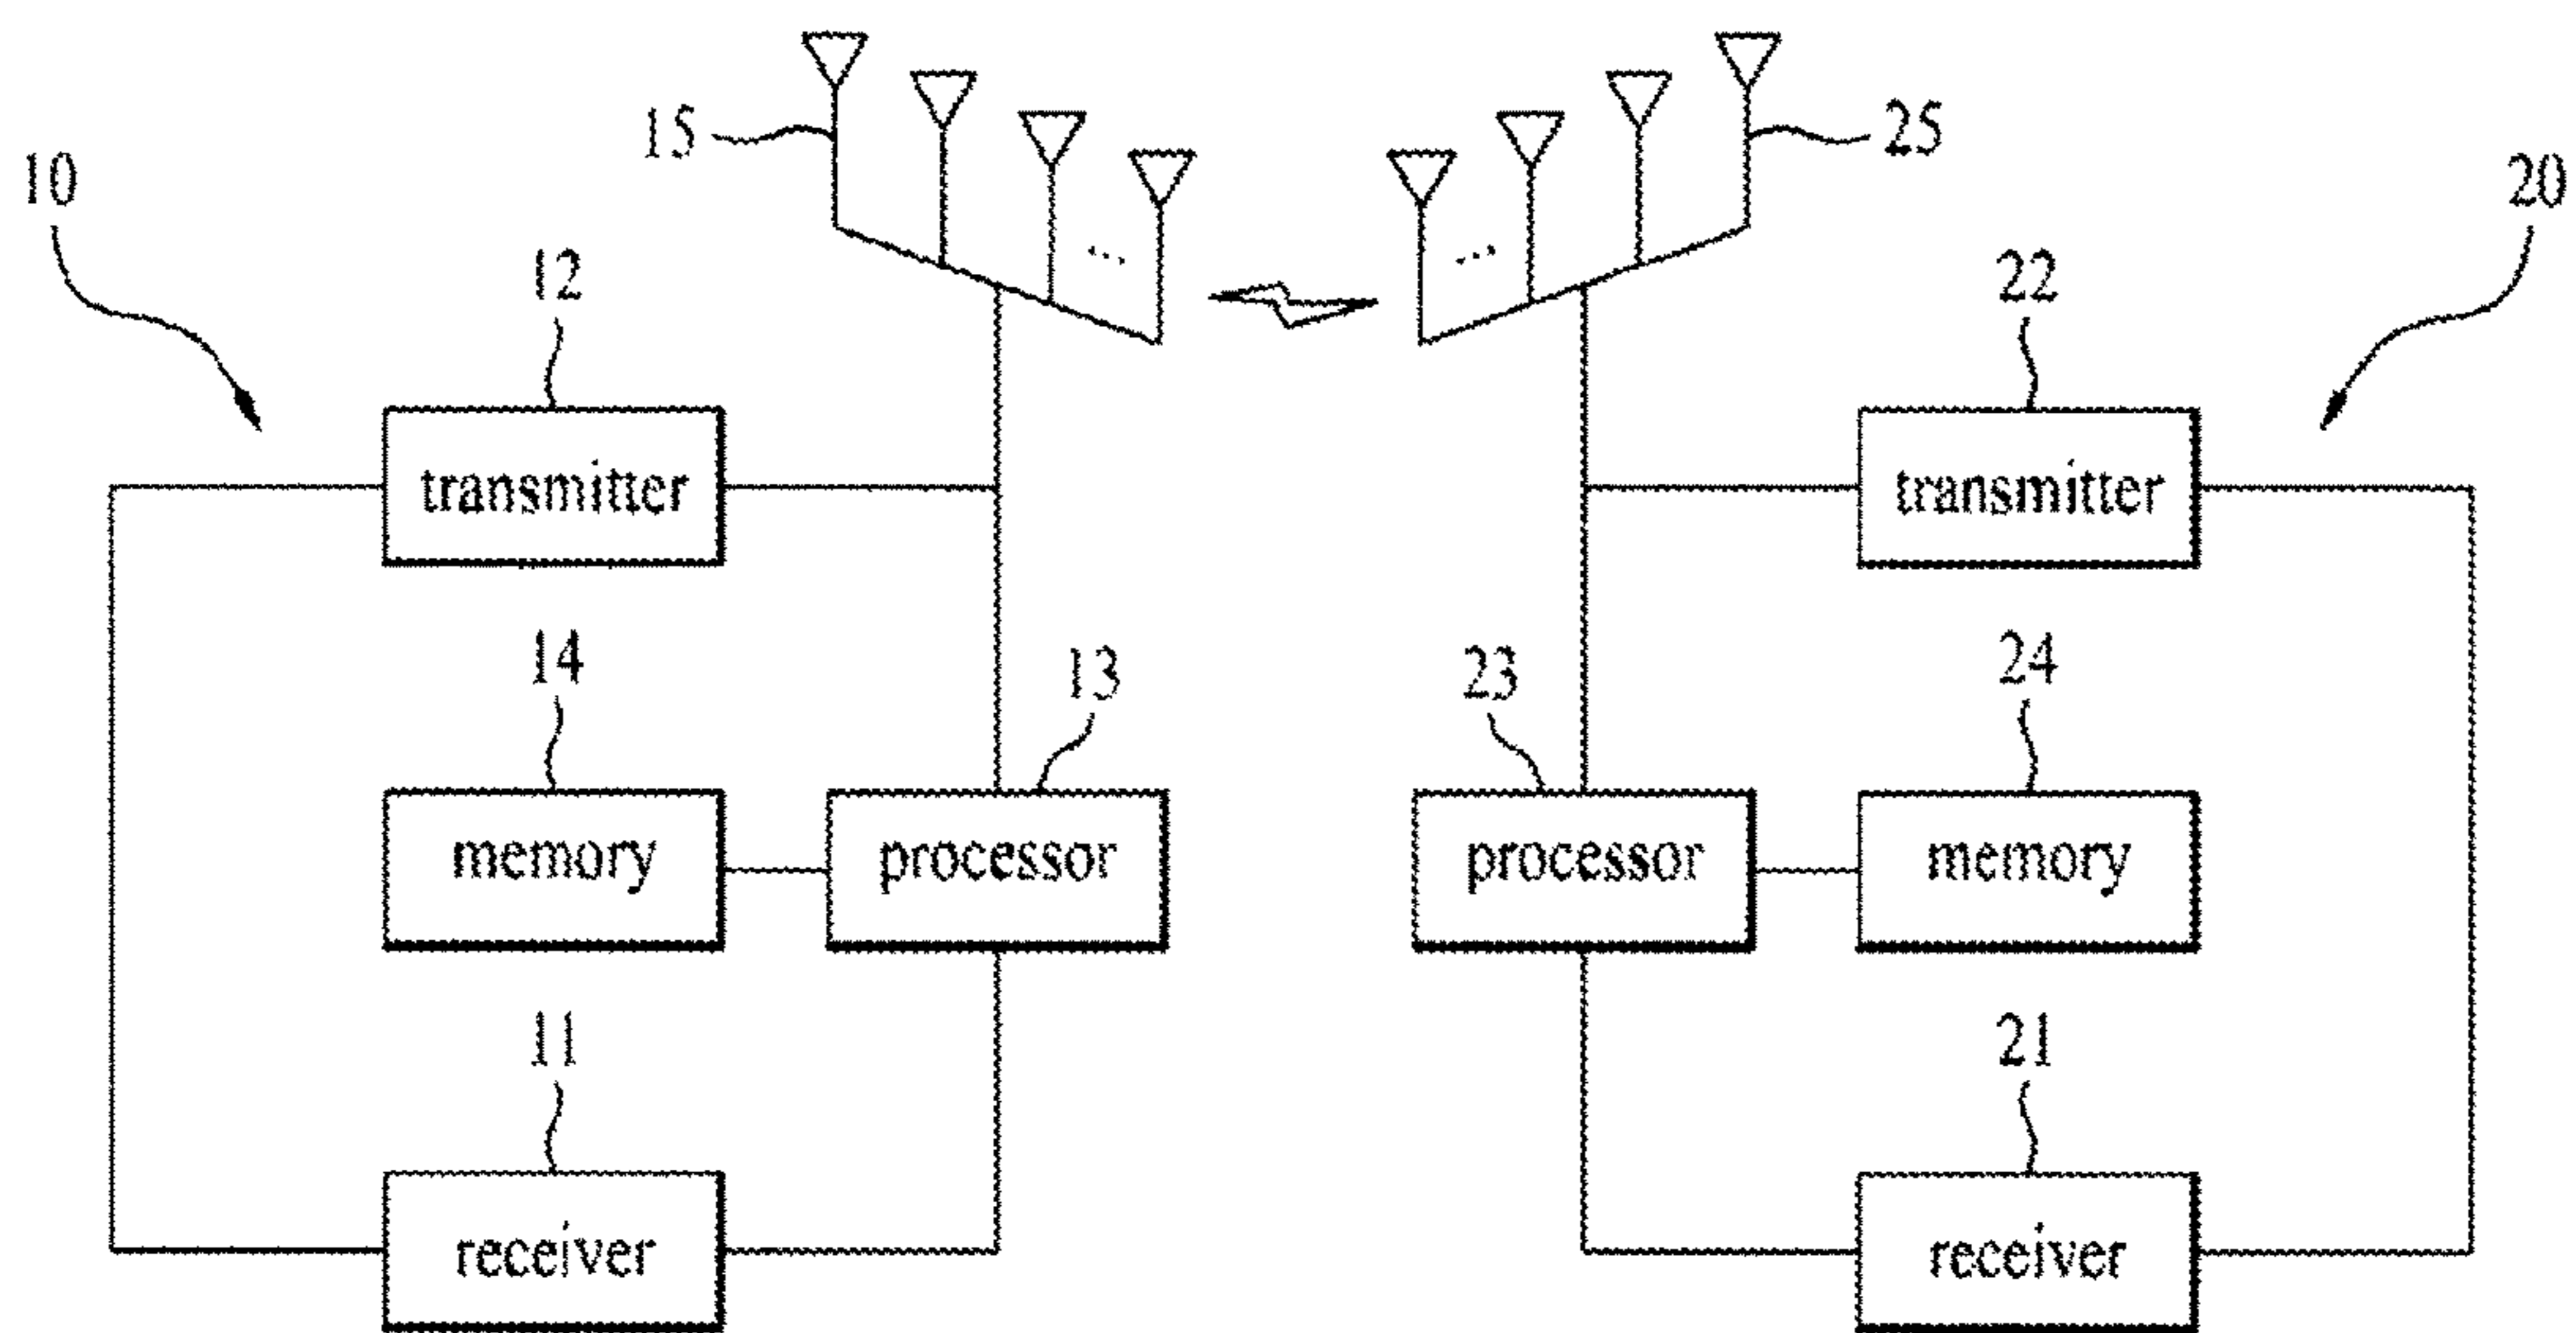 15
25
10
20
12
22
transmitter
transmitter
14
13
23
24
memory
processor
processor
memory
11
21
receiver
receiver
...
...